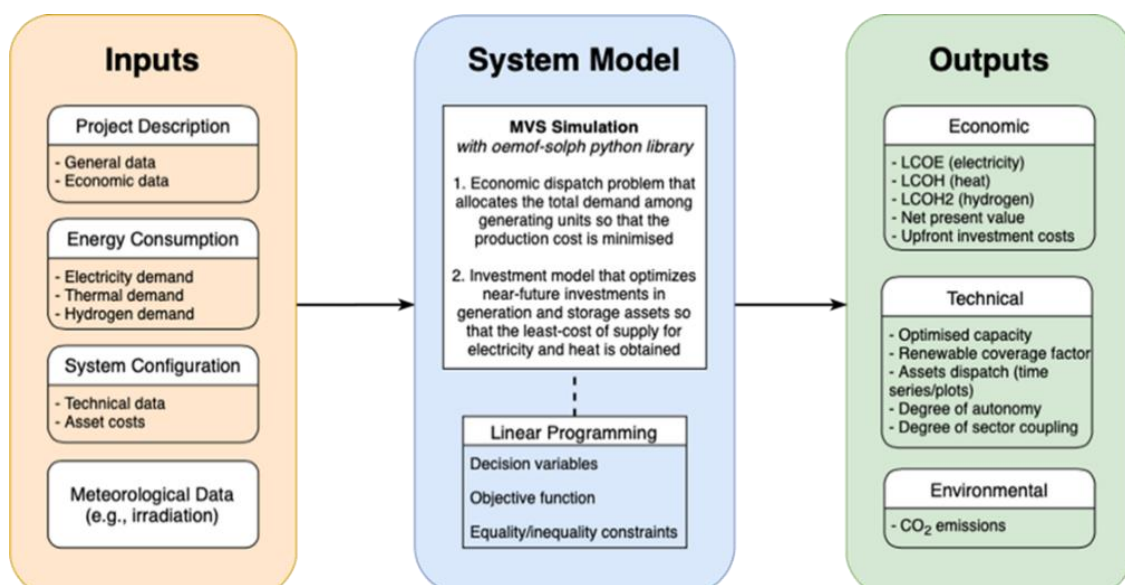 Inputs
Project Description
- General data
- Economic data
Energy Consumption
- Electricity demand
- Thermal demand
- Hydrogen demand
System Configuration
- Technical data
- Asset costs
Meteorological Data
(e.g., irradiation)
System Model
MVS Simulation
with oemof-solph python library
1. Economic dispatch problem that
allocates the total demand among
generating units so that the
production cost is minimised
2. Investment model that optimizes
near-future investments in
generation and storage assets so
that the least-cost of supply for
electricity and heat is obtained
Linear Programming
Decision variables
Objective function
Equality/inequality constraints
Outputs
Economic
- LCOE (electricity)
- LCOH (heat)
- LCOH2 (hydrogen)
- Net present value
- Upfront investment costs
Technical
- Optimised capacity
- Renewable coverage factor
- Assets dispatch (time
series/plots)
- Degree of autonomy
- Degree of sector coupling
Environmental
- CO₂ emissions